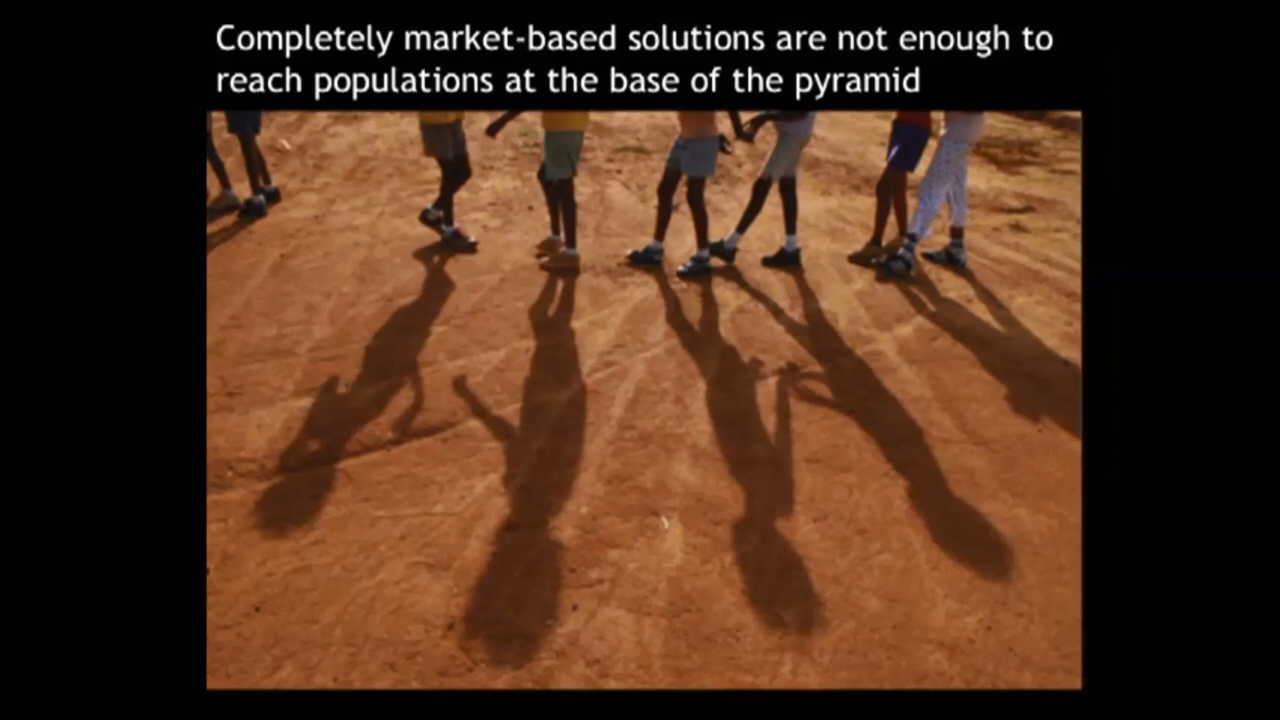 Completely market-based solutions are not enough to
reach populations at the base of the pyramid